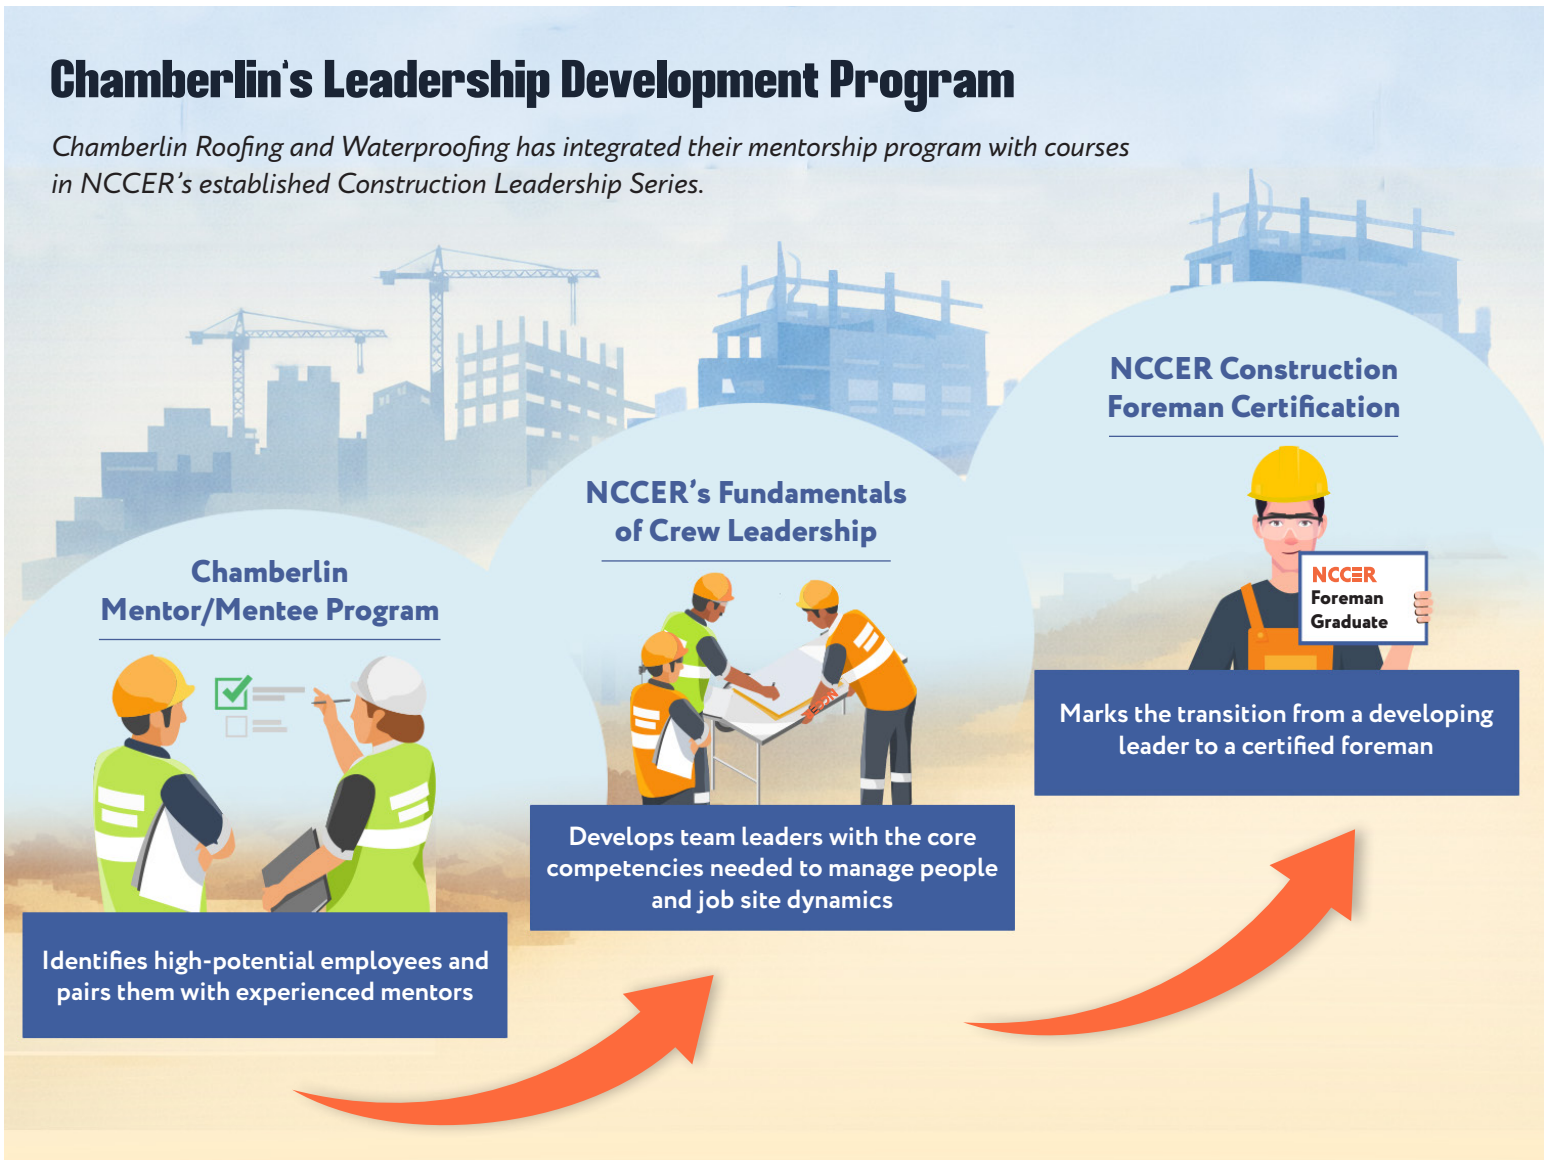 Chamberlin's Leadership Development Program
Chamberlin Roofing and Waterproofing has integrated their mentorship program with courses
in NCCER's established Construction Leadership Series.
Chamberlin
Mentor/Mentee Program
Identifies high-potential employees and
pairs them with experienced mentors
NCCER's Fundamentals
of Crew Leadership
Develops team leaders with the core
competencies needed to manage people
and job site dynamics
NCCER Construction
Foreman Certification
NCCER
Foreman
Graduate
Marks the transition from a developing
leader to a certified foreman